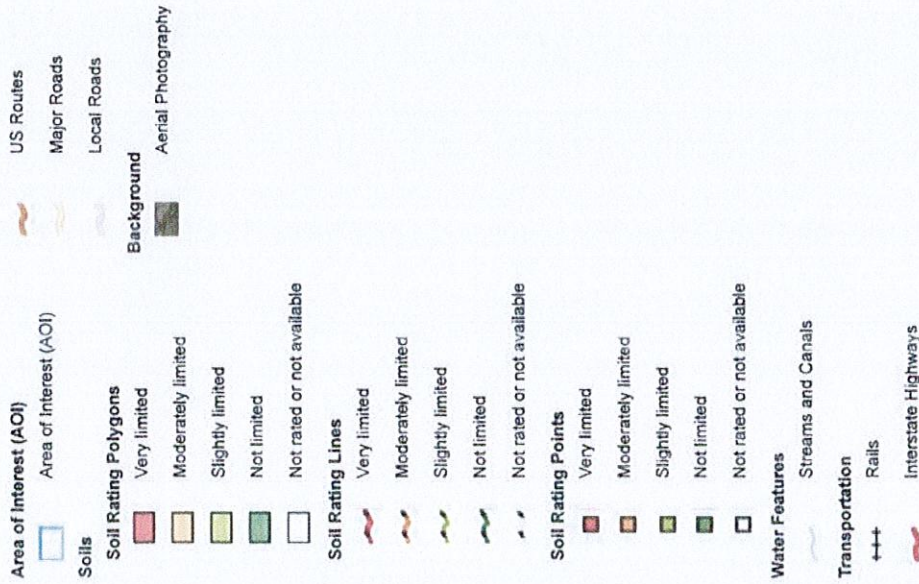 Area of Interest (AOI)
Area of Interest (AOI)
Soils
Soil Rating Polygons
Very limited
Moderately limited
Slightly limited
Not limited
Not rated or not available
Soil Rating Lines
Very limited
Moderately limited
Slightly limited
Not limited
Not rated or not available
Soil Rating Points
Very limited
Moderately limited
Slightly limited
Not limited
Not rated or not available
Water Features
Streams and Canals
Transportation
Rails
Interstate Highways
US Routes
Major Roads
Local Roads
Background
Aerial Photography